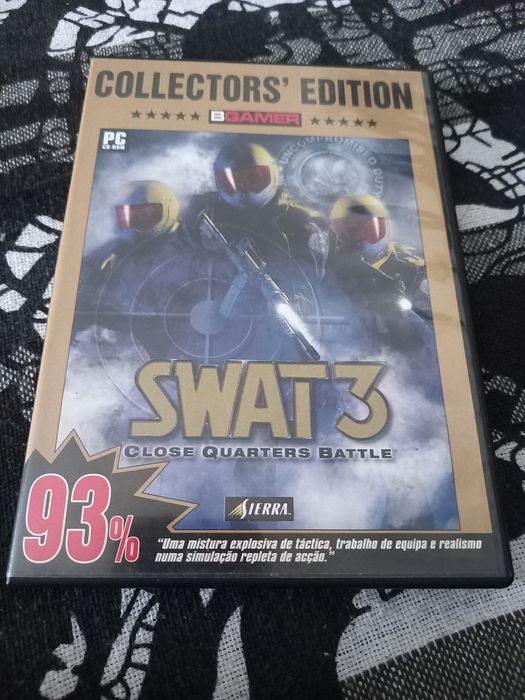 COLLECTORS' EDITION
BGAMER
PC
CD-ROM
UNCOMPROMISED DUTY
SWAT 3
CLOSE QUARTERS BATTLE
93%
SIERRA
"Uma mistura explosiva de táctica, trabalho de equipa e realismo
numa simulação repleta de acção."